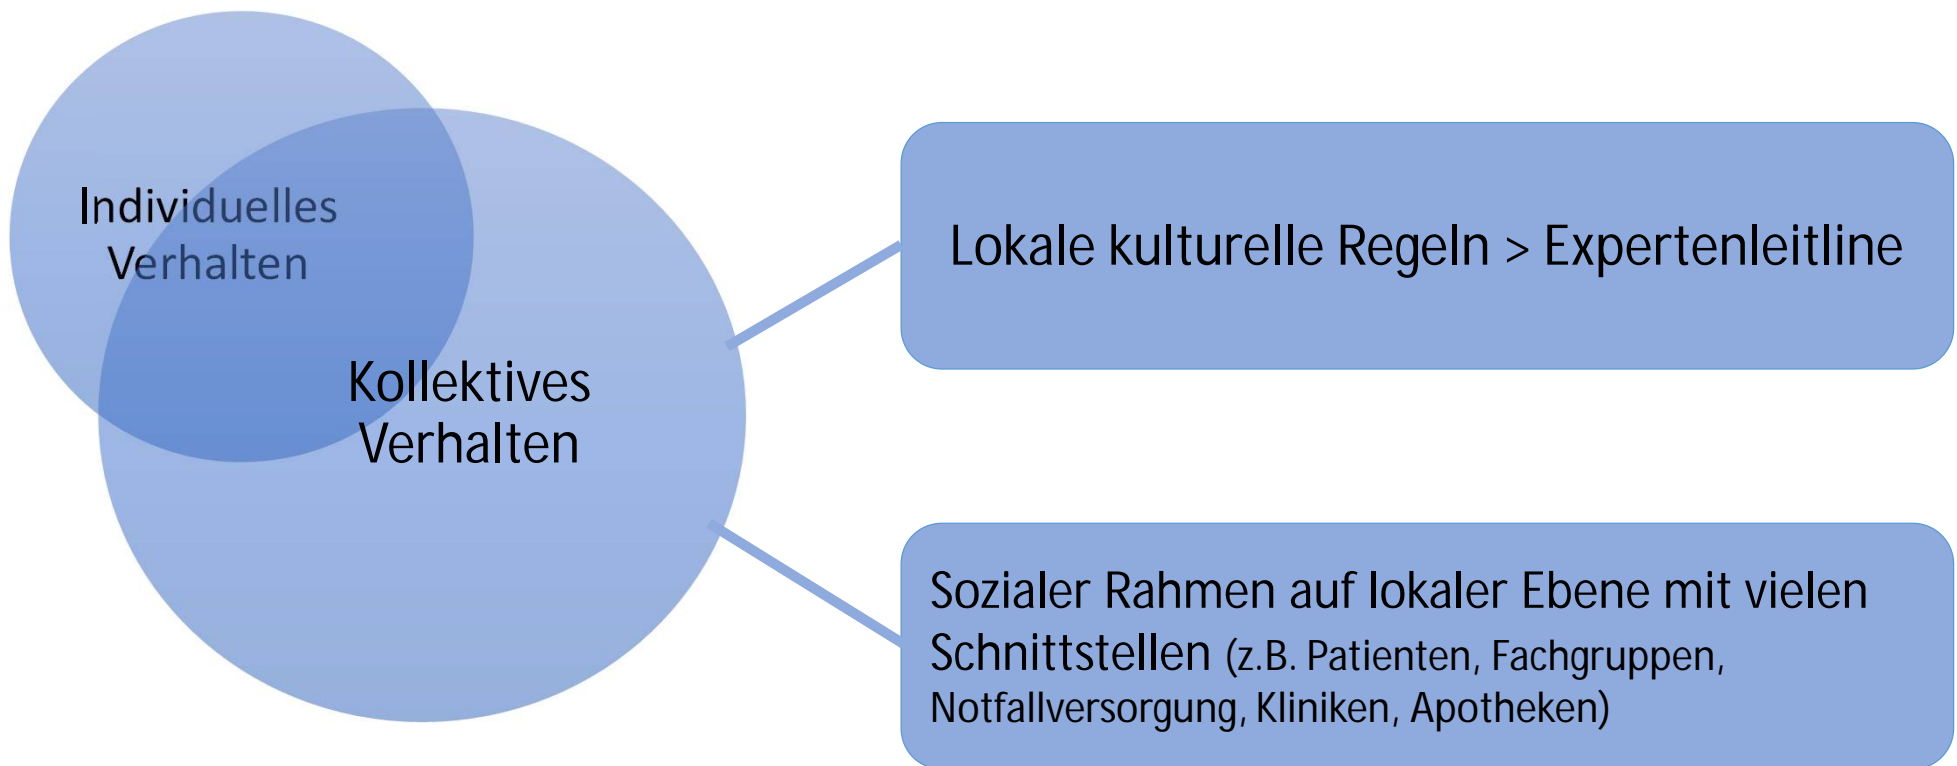 Individuelles
Verhalten
Kollektives
Verhalten
Lokale kulturelle Regeln > Expertenleitline
Sozialer Rahmen auf lokaler Ebene mit vielen
Schnittstellen (z.B. Patienten, Fachgruppen,
Notfallversorgung, Kliniken, Apotheken)